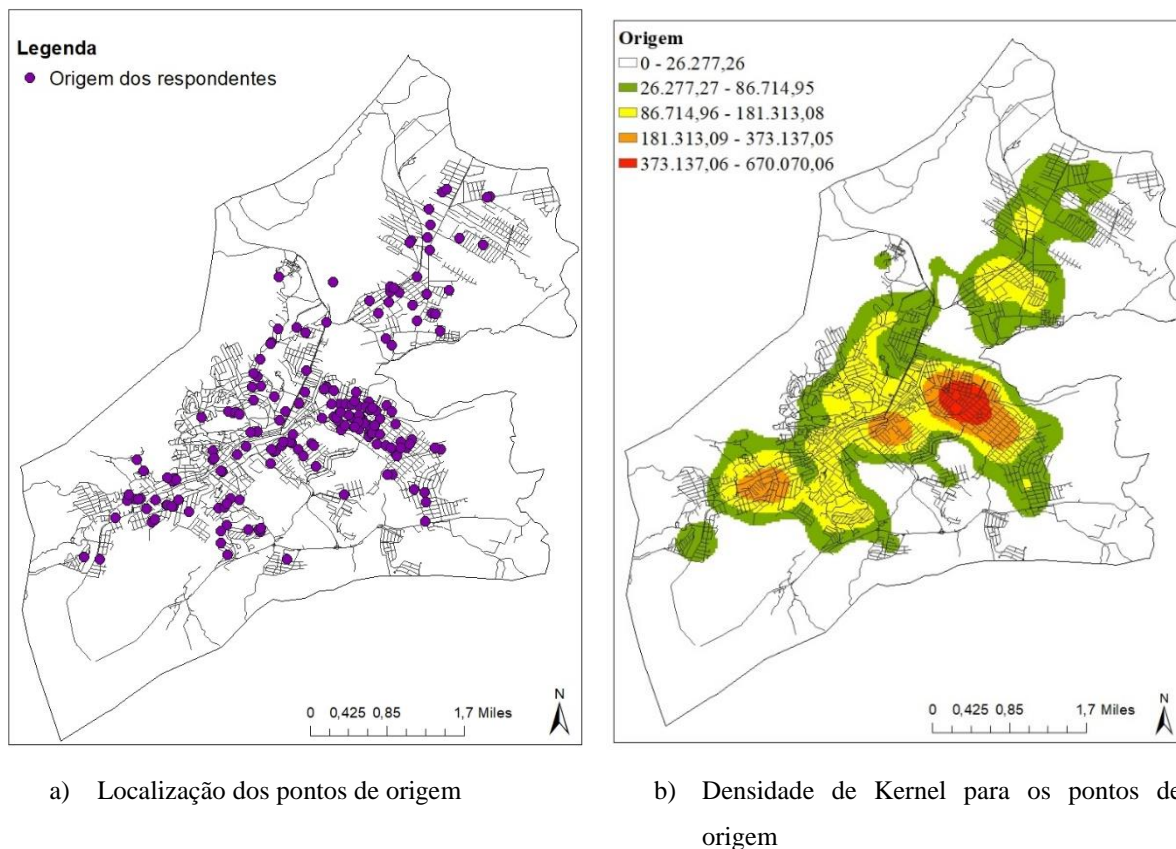 Legenda
Origem dos respondentes
N
0 0,425 0,85 1,7 Miles
a) Localização dos pontos de origem
Origem
0 - 26.277,26
26.277,27 - 86.714,95
86.714,96 - 181.313,08
181.313,09 - 373.137,05
373.137,06 - 670.070,06
N
0 0,425 0,85 1,7 Miles
b) Densidade de Kernel para os pontos de
origem